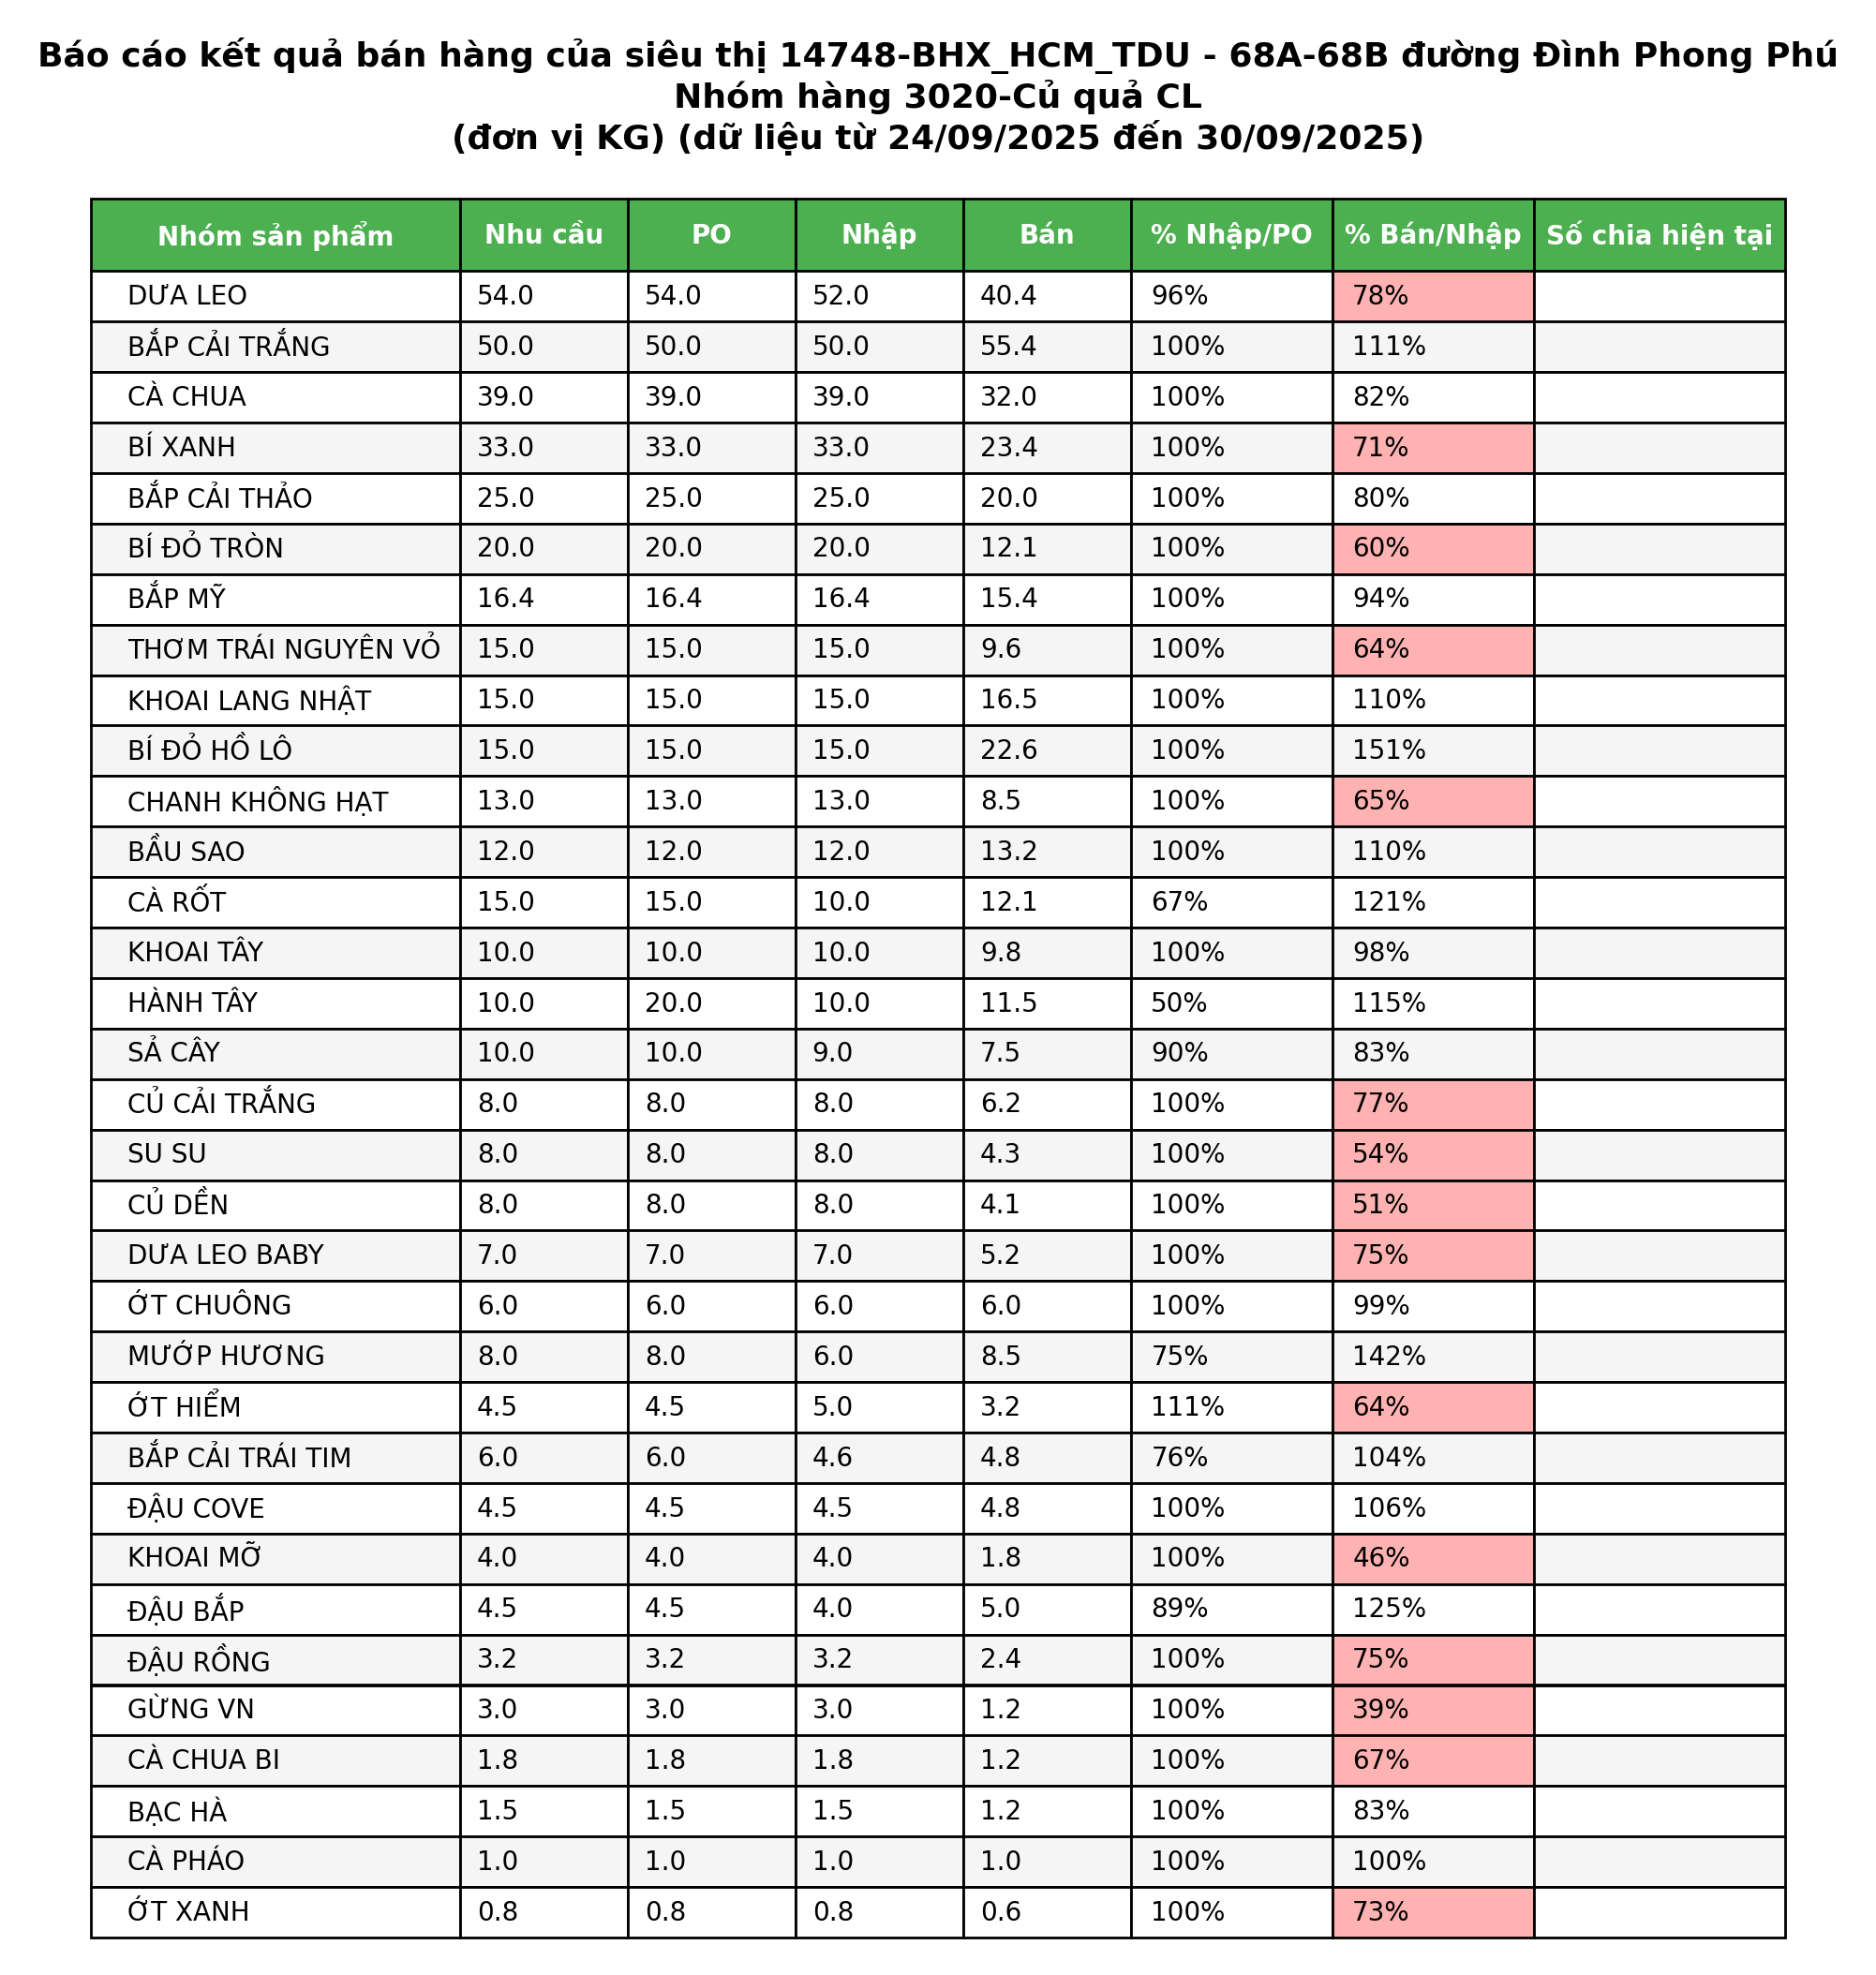 Báo cáo kết quả bán hàng của siêu thị 14748-BHX_HCM_TDU - 68A-68B đường Đình Phong Phú
Nhóm hàng 3020-Củ quả CL
(đơn vị KG) (dữ liệu từ 24/09/2025 đến 30/09/2025)
Nhóm sản phẩm Nhu cầu PO Nhập Bán % Nhập/PO % Bán/Nhập Số chia hiện tại
DƯA LEO 54.0 54.0 52.0 40.4 96% 78%
BẮP CẢI TRẮNG 50.0 50.0 50.0 55.4 100% 111%
CÀ CHUA 39.0 39.0 39.0 32.0 100% 82%
BÍ XANH 33.0 33.0 33.0 23.4 100% 71%
BẮP CẢI THẢO 25.0 25.0 25.0 20.0 100% 80%
BÍ ĐỎ TRÒN 20.0 20.0 20.0 12.1 100% 60%
BẮP MỸ 16.4 16.4 16.4 15.4 100% 94%
THƠM TRÁI NGUYÊN VỎ 15.0 15.0 15.0 9.6 100% 64%
KHOAI LANG NHẬT 15.0 15.0 15.0 16.5 100% 110%
BÍ ĐỎ HỒ LÔ 15.0 15.0 15.0 22.6 100% 151%
CHANH KHÔNG HẠT 13.0 13.0 13.0 8.5 100% 65%
BẦU SAO 12.0 12.0 12.0 13.2 100% 110%
CÀ RỐT 15.0 15.0 10.0 12.1 67% 121%
KHOAI TÂY 10.0 10.0 10.0 9.8 100% 98%
HÀNH TÂY 10.0 20.0 10.0 11.5 50% 115%
SẢ CÂY 10.0 10.0 9.0 7.5 90% 83%
CỦ CẢI TRẮNG 8.0 8.0 8.0 6.2 100% 77%
SU SU 8.0 8.0 8.0 4.3 100% 54%
CỦ DỀN 8.0 8.0 8.0 4.1 100% 51%
DƯA LEO BABY 7.0 7.0 7.0 5.2 100% 75%
ỚT CHUÔNG 6.0 6.0 6.0 6.0 100% 99%
MƯỚP HƯƠNG 8.0 8.0 6.0 8.5 75% 142%
ỚT HIỂM 4.5 4.5 5.0 3.2 111% 64%
BẮP CẢI TRÁI TIM 6.0 6.0 4.6 4.8 76% 104%
ĐẬU COVE 4.5 4.5 4.5 4.8 100% 106%
KHOAI MỠ 4.0 4.0 4.0 1.8 100% 46%
ĐẬU BẮP 4.5 4.5 4.0 5.0 89% 125%
ĐẬU RỒNG 3.2 3.2 3.2 2.4 100% 75%
GỪNG VN 3.0 3.0 3.0 1.2 100% 39%
CÀ CHUA BI 1.8 1.8 1.8 1.2 100% 67%
BẠC HÀ 1.5 1.5 1.5 1.2 100% 83%
CÀ PHÁO 1.0 1.0 1.0 1.0 100% 100%
ỚT XANH 0.8 0.8 0.8 0.6 100% 73%